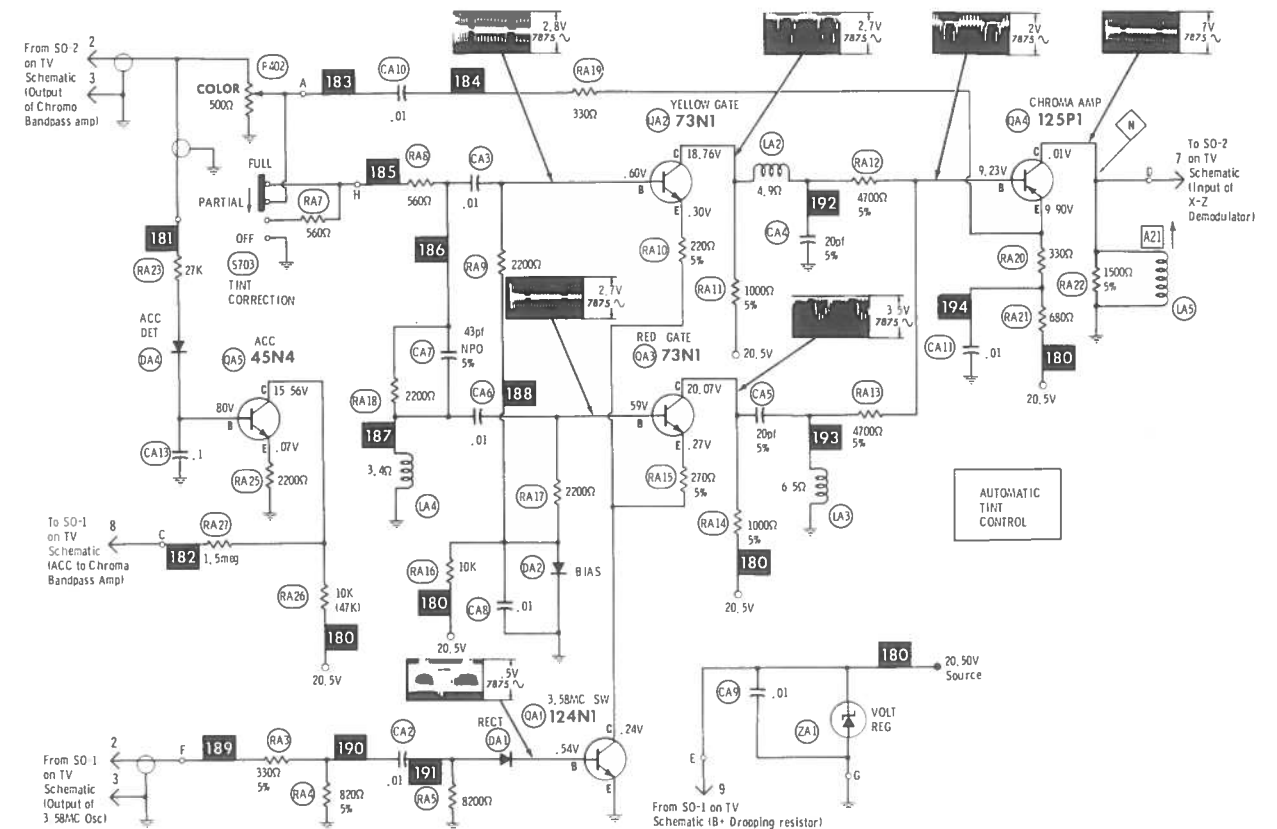 From SO-2
on TV
Schematic
(Output
of Chroma
Bandpass amp)
2
3
COLOR
500Ω
A
183
CA10
.01
184
RA19
330Ω
2.8V
7875 ∿
2.7V
7875 ∿
2V
7875 ∿
7V
7875 ∿
YELLOW GATE
QA2 73N1
CHROMA AMP
QA4 125P1
N
To SO-2
7 on TV
Schematic
(Input of
X-Z
Demodulator)
D
FULL
PARTIAL
OFF
S703
TINT
CORRECTION
RA7
560Ω
H
185
RA8
560Ω
CA3
.01
.60V
B
C
18.76V
E
.30V
LA2
4.9Ω
RA12
4700Ω
5%
192
CA4
20pf
5%
9.23V
B
C
.01V
E
9 90V
181
RA23
27K
ACC
DET
DA4
186
RA9
2200Ω
RA10
220Ω
5%
RA11
1000Ω
5%
20.5V
RA20
330Ω
194
CA11
.01
RA21
680Ω
180
20.5V
RA22
1500Ω
5%
A21
LA5
2.7V
7875 ∿
3 5V
7875 ∿
ACC
QA5 45N4
C
15 56V
80V
B
E
.07V
CA13
.1
RA25
2200Ω
43pf
NPO
5%
CA7
RA18
2200Ω
CA6
.01
188
187
3.4Ω
LA4
RED GATE
QA3 73N1
C
20.07V
59V
B
E
.27V
RA15
270Ω
5%
CA5
20pf
5%
RA13
4700Ω
5%
193
6 5Ω
LA3
RA14
1000Ω
5%
180
20.5V
AUTOMATIC
TINT
CONTROL
To SO-1
on TV
Schematic
(ACC to Chroma
Bandpass Amp)
8
C
182
RA27
1.5meg
RA26
10K
(47K)
180
20.5V
RA17
2200Ω
RA16
10K
180
20.5V
CA8
.01
DA2
BIAS
.5V
7875 ∿
3.58MC SW
QA1 124N1
C
.24V
.54V
B
E
RECT
DA1
From SO-1
on TV
Schematic
(Output of
3.58MC Osc)
2
3
F
189
RA3
330Ω
5%
190
RA4
820Ω
5%
CA2
.01
191
RA5
8200Ω
180
20.50V
Source
CA9
.01
ZA1
VOLT
REG
E
G
9
From SO-1 on TV
Schematic (B+ Dropping resistor)